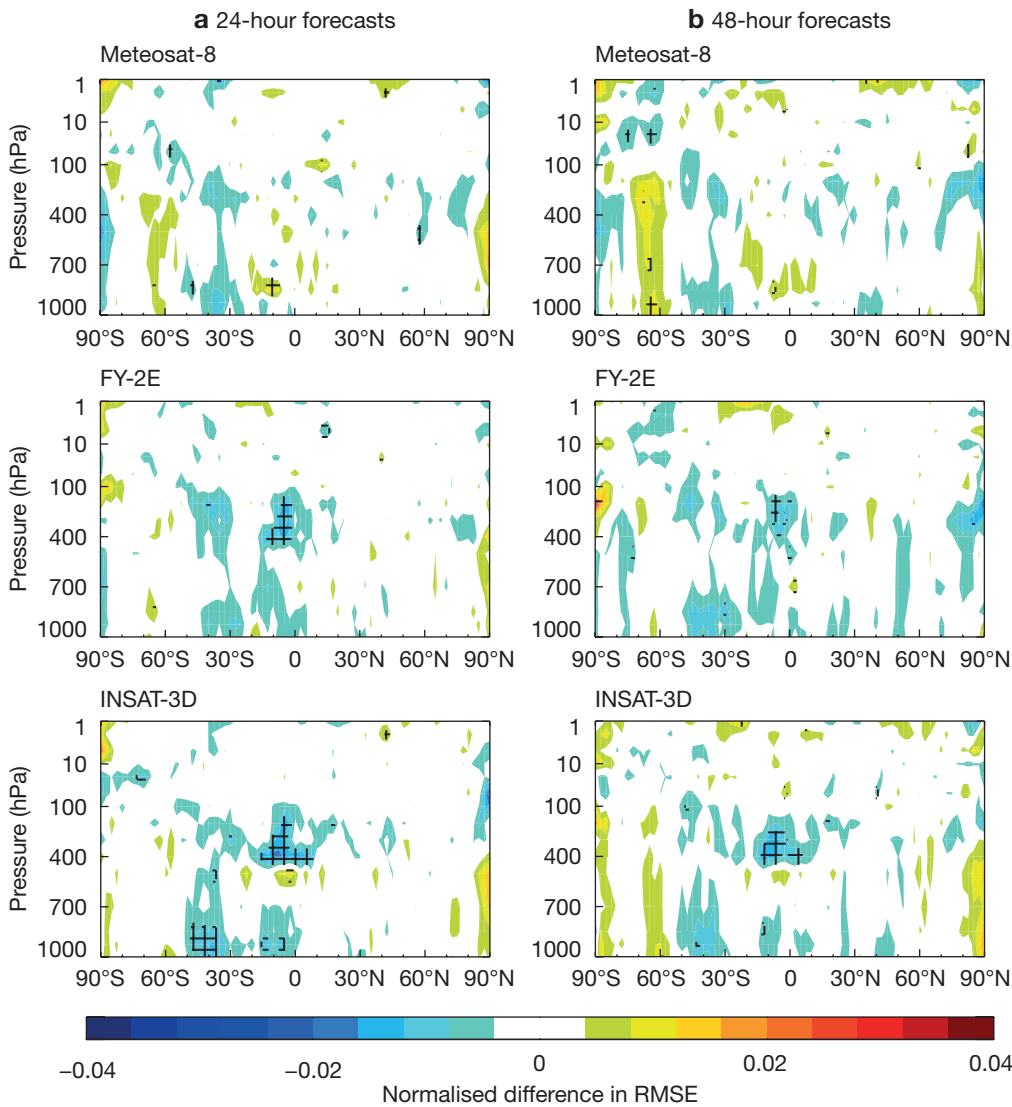 a 24-hour forecasts
b 48-hour forecasts
Meteosat-8
Meteosat-8
Pressure (hPa)
1
10
100
400
700
1000
90°S 60°S 30°S 0 30°N 60°N 90°N
1
10
100
400
700
1000
90°S 60°S 30°S 0 30°N 60°N 90°N
FY-2E
FY-2E
Pressure (hPa)
1
10
100
400
700
1000
90°S 60°S 30°S 0 30°N 60°N 90°N
1
10
100
400
700
1000
90°S 60°S 30°S 0 30°N 60°N 90°N
INSAT-3D
INSAT-3D
Pressure (hPa)
1
10
100
400
700
1000
90°S 60°S 30°S 0 30°N 60°N 90°N
1
10
100
400
700
1000
90°S 60°S 30°S 0 30°N 60°N 90°N
−0.04 −0.02 0 0.02 0.04
Normalised difference in RMSE